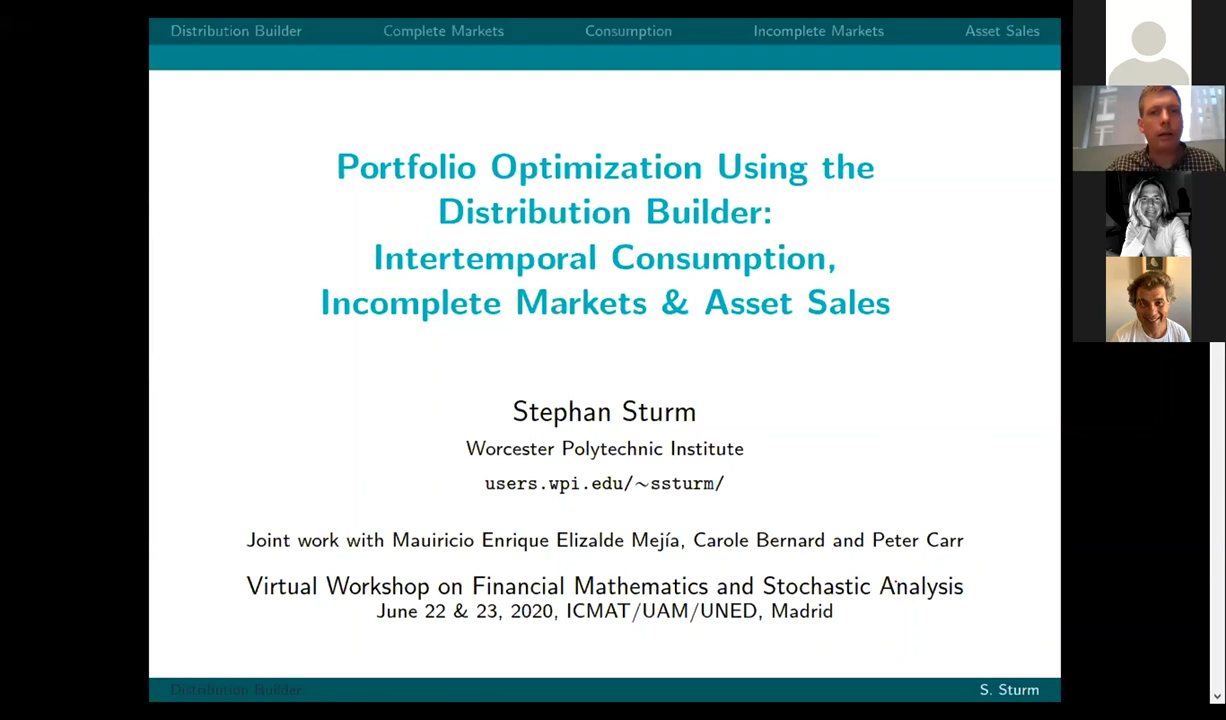 Distribution Builder Complete Markets Consumption Incomplete Markets Asset Sales
Portfolio Optimization Using the
Distribution Builder:
Intertemporal Consumption,
Incomplete Markets & Asset Sales
Stephan Sturm
Worcester Polytechnic Institute
users.wpi.edu/~ssturm/
Joint work with Mauiricio Enrique Elizalde Mejía, Carole Bernard and Peter Carr
Virtual Workshop on Financial Mathematics and Stochastic Analysis
June 22 & 23, 2020, ICMAT/UAM/UNED, Madrid
Distribution Builder S. Sturm